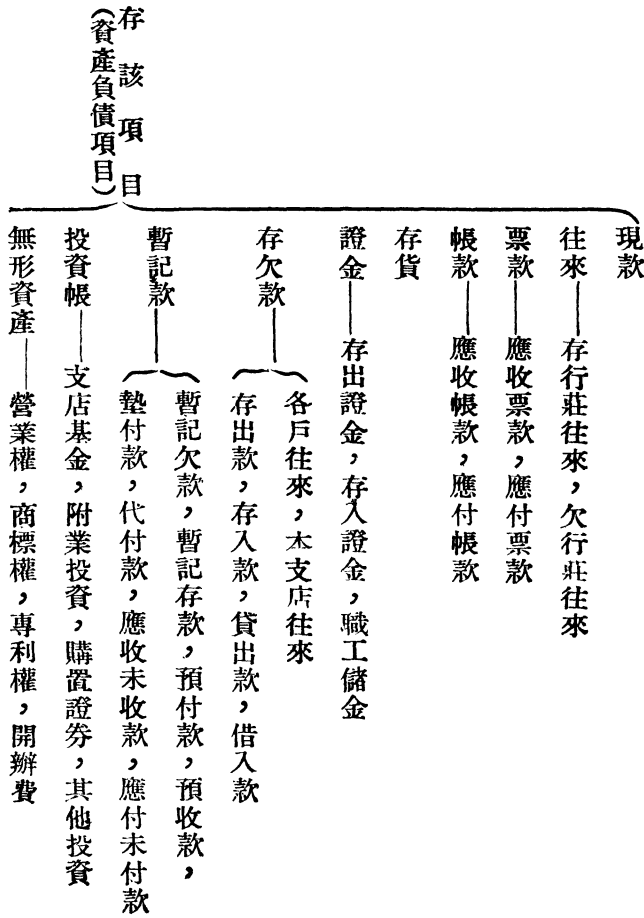 存該項目
（資產負債項目）
現款
往來——存行莊往來，欠行莊往來
票款——應收票款，應付票款
帳款——應收帳款，應付帳款
存貨
證金——存出證金，存入證金，職工儲金
存欠款
各戶往來，本支店往來
存出款，存入款，貸出款，借入款
暫記款
暫記欠款，暫記存款，預付款，預收款，
墊付款，代付款，應收未收款，應付未付款
投資帳——支店基金，附業投資，購置證券，其他投資
無形資產——營業權，商標權，專利權，開辦費